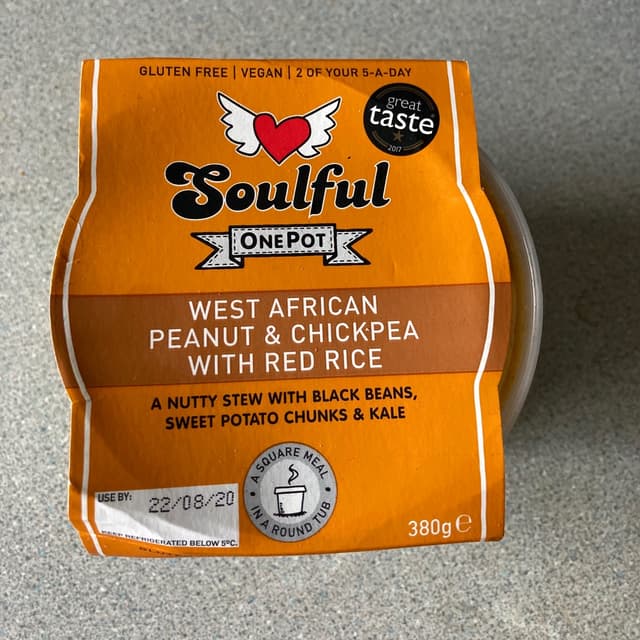 GLUTEN FREE | VEGAN | 2 OF YOUR 5-A-DAY
great
taste
2017
Soulful
ONEPOT
WEST AFRICAN
PEANUT & CHICKPEA
WITH RED RICE
A NUTTY STEW WITH BLACK BEANS,
SWEET POTATO CHUNKS & KALE
A SQUARE MEAL
IN A ROUND TUB
USE BY: 22/08/20
KEEP REFRIGERATED BELOW 5ºC.
380g ℮